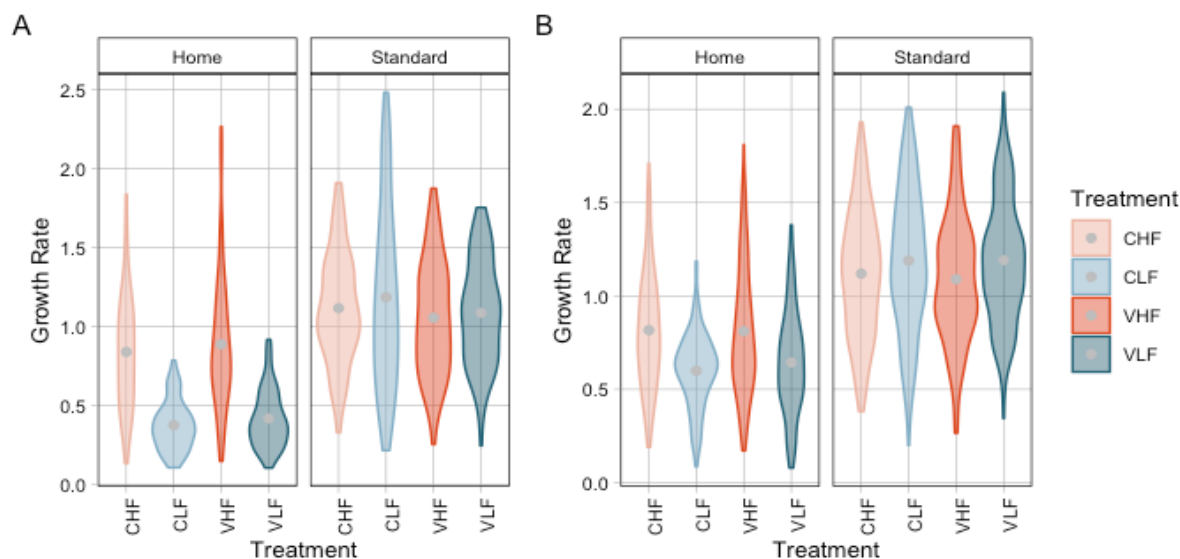 A
Home
Standard
Growth Rate
2.5
2.0
1.5
1.0
0.5
0.0
CHF
CLF
VHF
VLF
CHF
CLF
VHF
VLF
Treatment
B
Home
Standard
Growth Rate
2.0
1.5
1.0
0.5
0.0
CHF
CLF
VHF
VLF
CHF
CLF
VHF
VLF
Treatment
Treatment
CHF
CLF
VHF
VLF